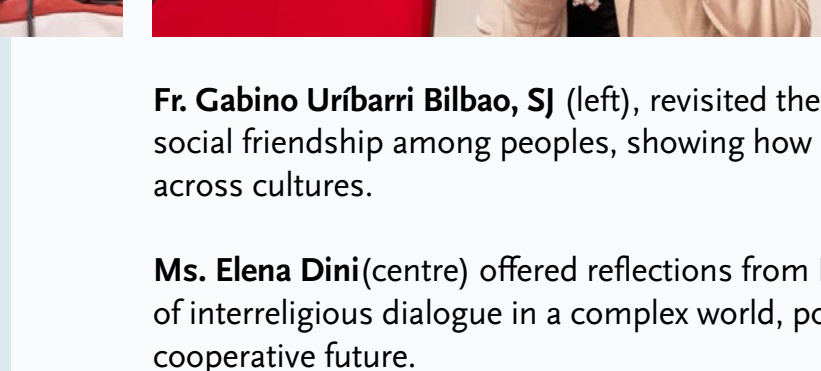 Fr. Gabino Uríbarri Bilbao, SJ (left), revisited the
social friendship among peoples, showing how
across cultures.
Ms. Elena Dini(centre) offered reflections from
of interreligious dialogue in a complex world,
cooperative future.